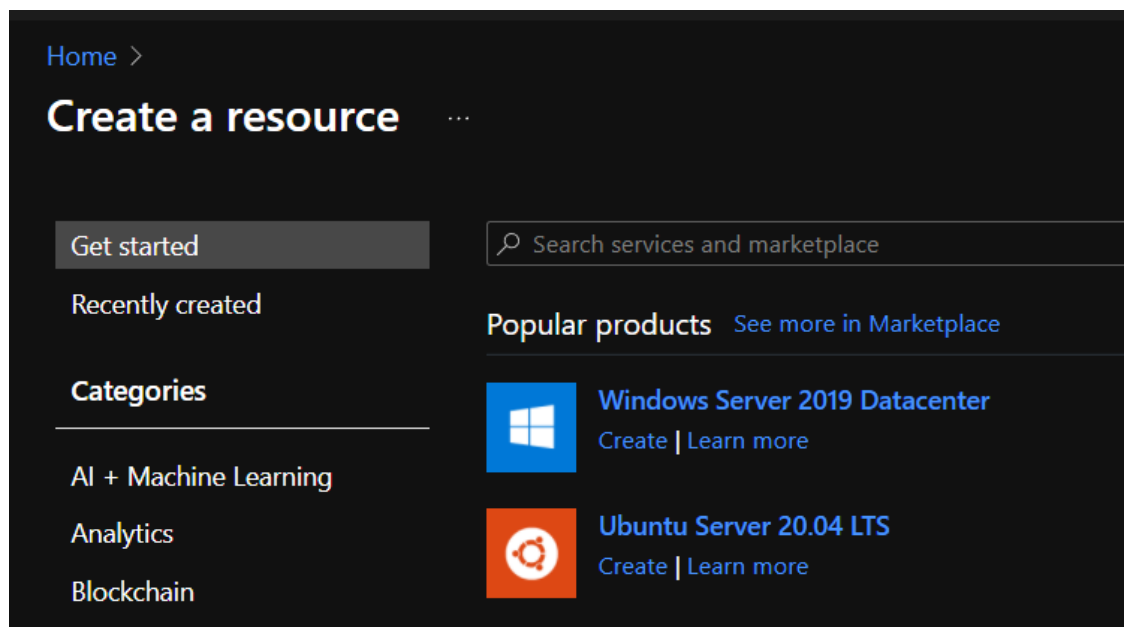 Home >
Create a resource ...
Get started
Recently created
Categories
AI + Machine Learning
Analytics
Blockchain
Search services and marketplace
Popular products See more in Marketplace
Windows Server 2019 Datacenter
Create | Learn more
Ubuntu Server 20.04 LTS
Create | Learn more